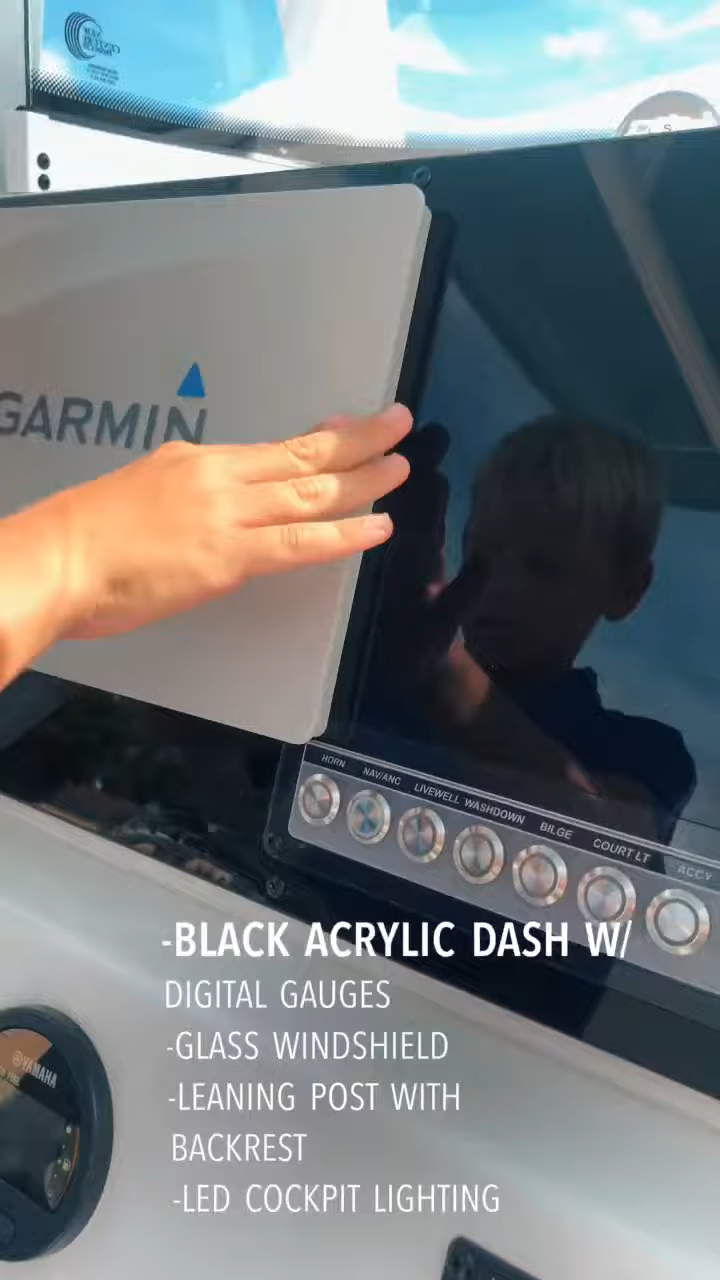 S
GARMIN
HORN
NAV/ANC
LIVEWELL
WASHDOWN
BILGE
COURT LT
ACCY
-BLACK ACRYLIC DASH W/
DIGITAL GAUGES
-GLASS WINDSHIELD
-LEANING POST WITH
BACKREST
-LED COCKPIT LIGHTING
YAMAHA